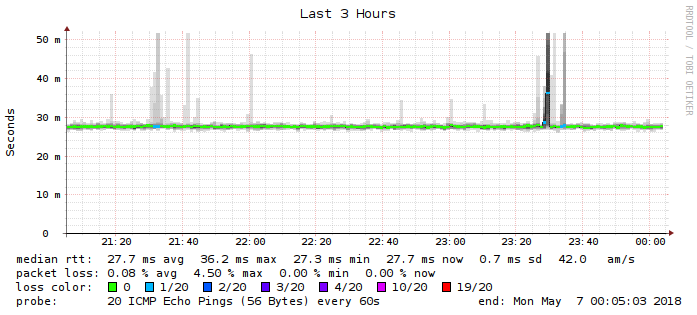 Last 3 Hours
RRDTOOL / TOBI OETIKER
Seconds
50 m
40 m
30 m
20 m
10 m
0
21:20 21:40 22:00 22:20 22:40 23:00 23:20 23:40 00:00
median rtt: 27.7 ms avg 36.2 ms max 27.3 ms min 27.7 ms now 0.7 ms sd 42.0 am/s
packet loss: 0.08 % avg 4.50 % max 0.00 % min 0.00 % now
loss color: 0 1/20 2/20 3/20 4/20 10/20 19/20
probe: 20 ICMP Echo Pings (56 Bytes) every 60s end: Mon May 7 00:05:03 2018